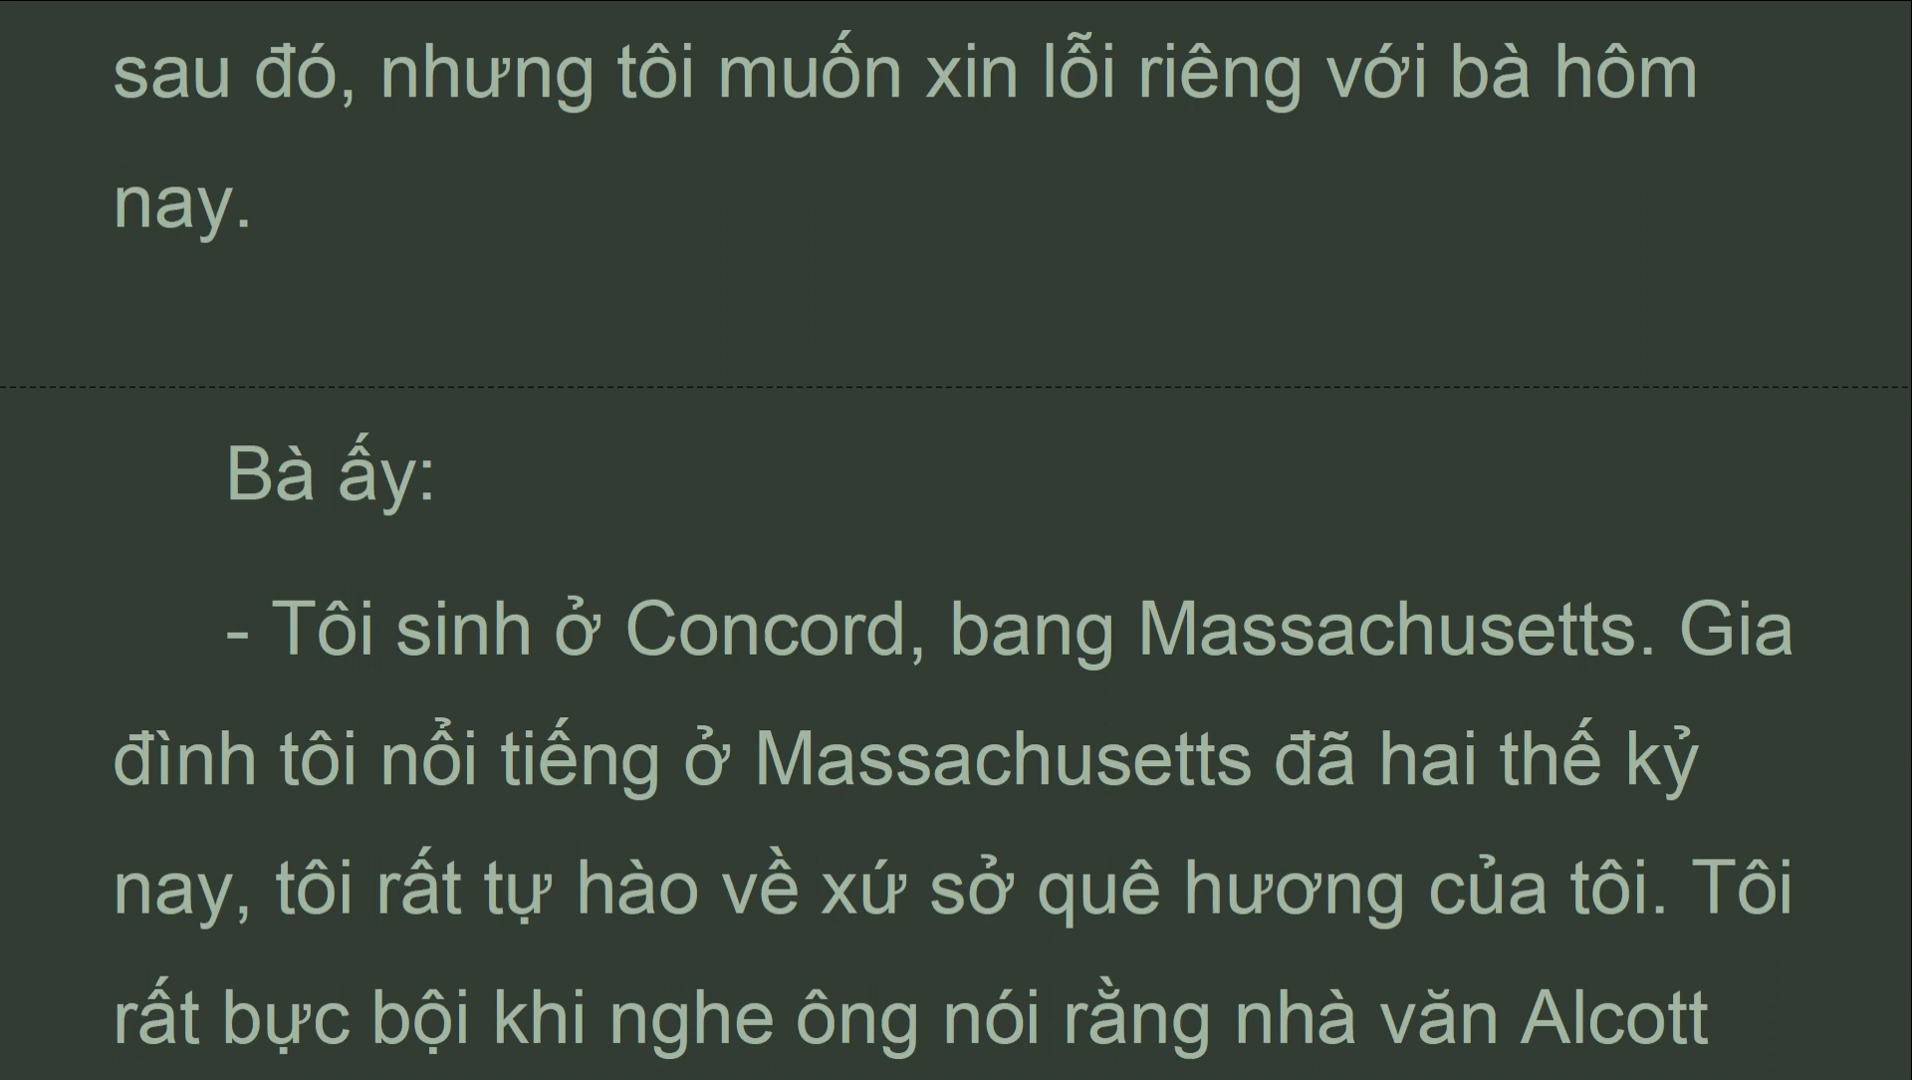 sau đó, nhưng tôi muốn xin lỗi riêng với bà hôm
nay.
Bà ấy:
- Tôi sinh ở Concord, bang Massachusetts. Gia
đình tôi nổi tiếng ở Massachusetts đã hai thế kỷ
nay, tôi rất tự hào về xứ sở quê hương của tôi. Tôi
rất bực bội khi nghe ông nói rằng nhà văn Alcott